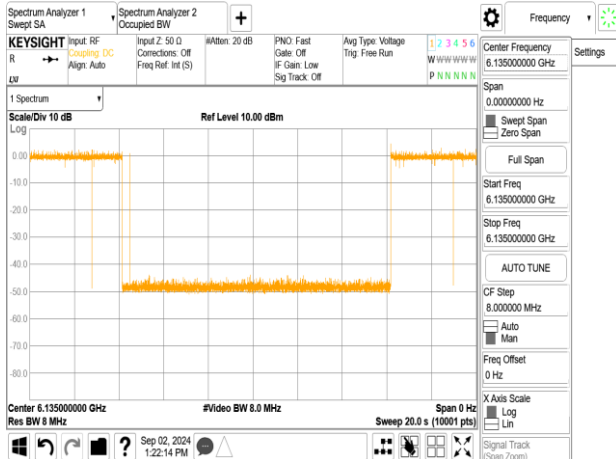 Spectrum Analyzer 1
Swept SA
Spectrum Analyzer 2
Occupied BW
+
Frequency
KEYSIGHT
R
LXI
Input: RF
Coupling: DC
Align: Auto
Input Z: 50 Ω
Corrections: Off
Freq Ref: Int (S)
#Atten: 20 dB
PNO: Fast
Gate: Off
IF Gain: Low
Sig Track: Off
Avg Type: Voltage
Trig: Free Run
1 2 3 4 5 6
W W W W W W
P N N N N N
1 Spectrum
Scale/Div 10 dB
Ref Level 10.00 dBm
Log
0.00
-10.0
-20.0
-30.0
-40.0
-50.0
-60.0
-70.0
-80.0
Center 6.135000000 GHz
#Video BW 8.0 MHz
Span 0 Hz
Res BW 8 MHz
Sweep 20.0 s (10001 pts)
Sep 02, 2024
1:22:14 PM
?
Center Frequency
6.135000000 GHz
Settings
Span
0.00000000 Hz
Swept Span
Zero Span
Full Span
Start Freq
6.135000000 GHz
Stop Freq
6.135000000 GHz
AUTO TUNE
CF Step
8.000000 MHz
Auto
Man
Freq Offset
0 Hz
X Axis Scale
Log
Lin
Signal Track
(Span Zoom)